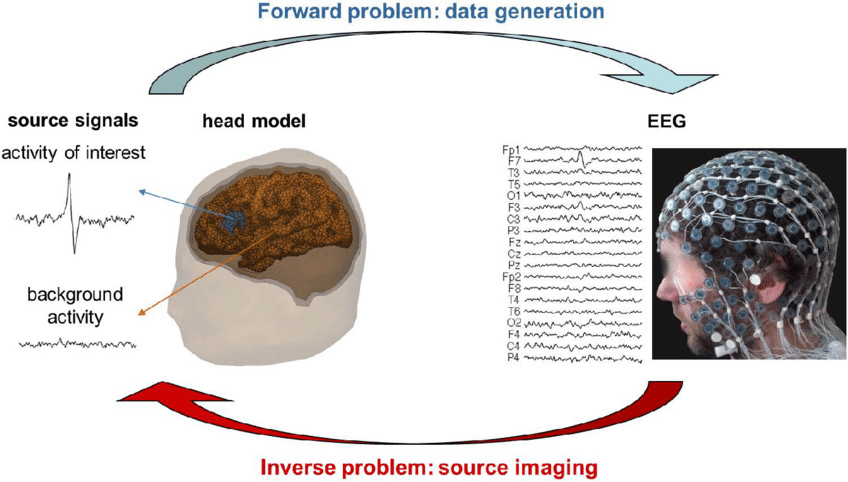 Forward problem: data generation
source signals
head model
EEG
activity of interest
background
activity
Fp1
F7
T3
T5
O1
F3
C3
P3
Fz
Cz
Pz
Fp2
F8
T4
T6
O2
F4
C4
P4
Inverse problem: source imaging